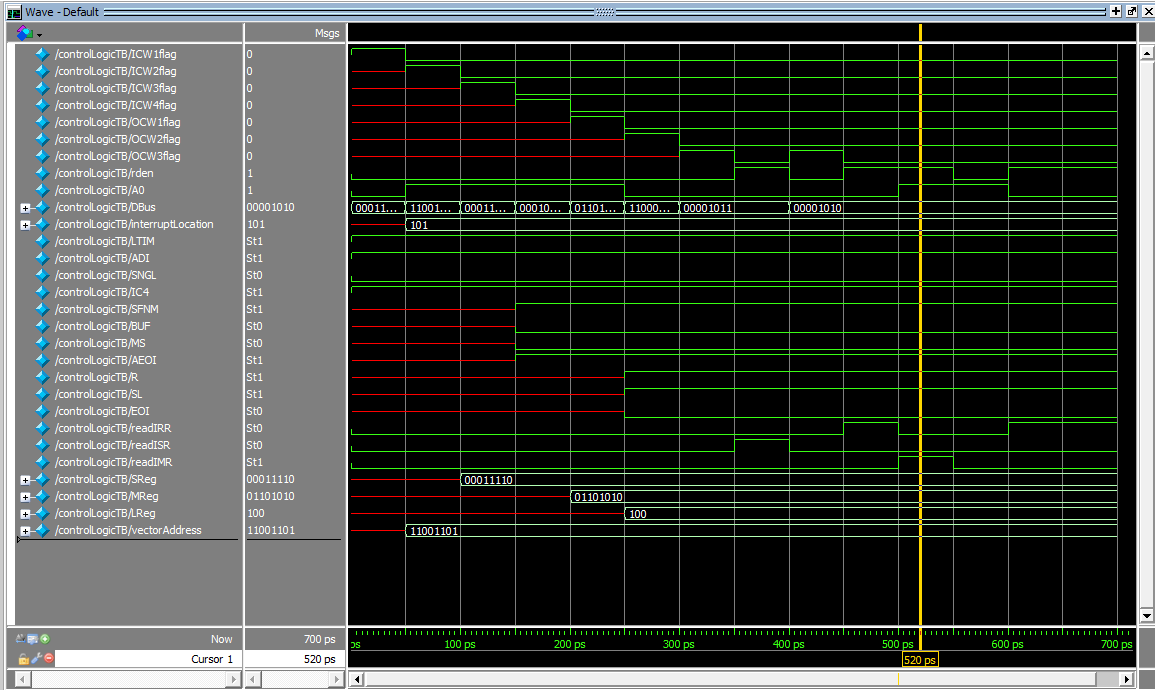 Wave - Default
Msgs
/controlLogicTB/ICW1flag 0
/controlLogicTB/ICW2flag 0
/controlLogicTB/ICW3flag 0
/controlLogicTB/ICW4flag 0
/controlLogicTB/OCW1flag 0
/controlLogicTB/OCW2flag 0
/controlLogicTB/OCW3flag 0
/controlLogicTB/rden 1
/controlLogicTB/A0 1
/controlLogicTB/DBus 00001010 00011... 11001... 00011... 00010... 01101... 11000... 00001011 00001010
/controlLogicTB/interruptLocation 101 101
/controlLogicTB/LTIM St1
/controlLogicTB/ADI St1
/controlLogicTB/SNGL St0
/controlLogicTB/IC4 St1
/controlLogicTB/SFNM St1
/controlLogicTB/BUF St0
/controlLogicTB/MS St0
/controlLogicTB/AEOI St1
/controlLogicTB/R St1
/controlLogicTB/SL St1
/controlLogicTB/EOI St0
/controlLogicTB/readIRR St0
/controlLogicTB/readISR St0
/controlLogicTB/readIMR St1
/controlLogicTB/SReg 00011110 00011110
/controlLogicTB/MReg 01101010 01101010
/controlLogicTB/LReg 100 100
/controlLogicTB/vectorAddress 11001101 11001101
Now 700 ps ps 100 ps 200 ps 300 ps 400 ps 500 ps 600 ps 700 ps
Cursor 1 520 ps 520 ps